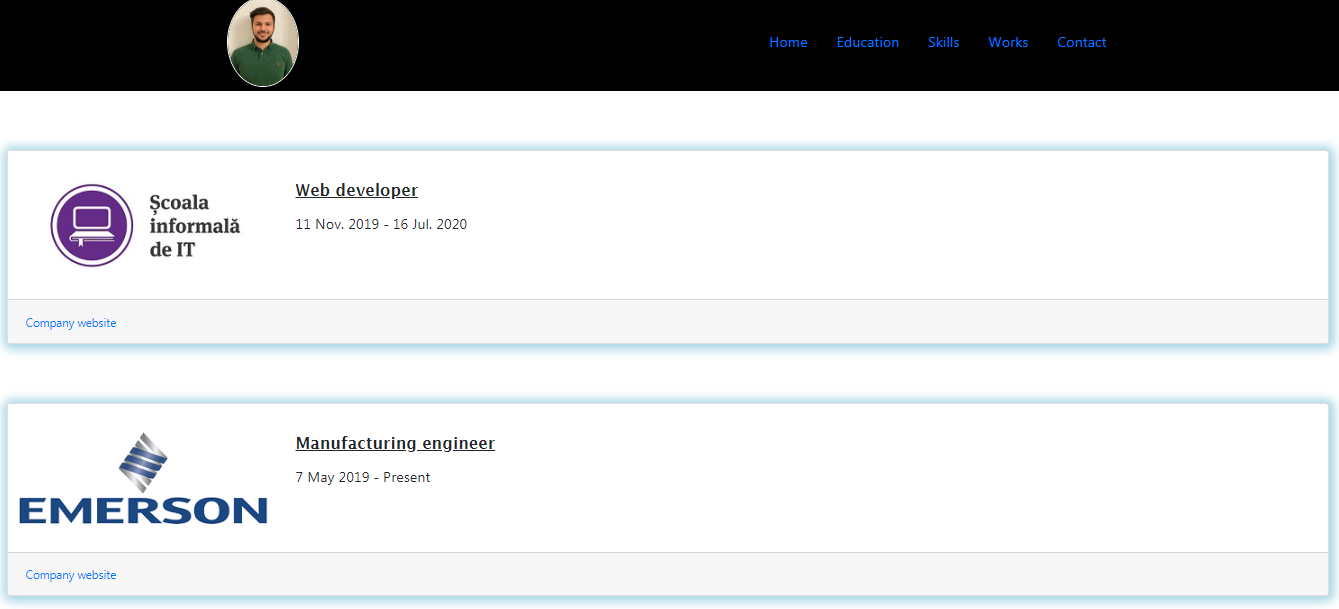 Home Education Skills Works Contact
Școala
informală
de IT
Web developer
11 Nov. 2019 - 16 Jul. 2020
Company website
EMERSON
Manufacturing engineer
7 May 2019 - Present
Company website